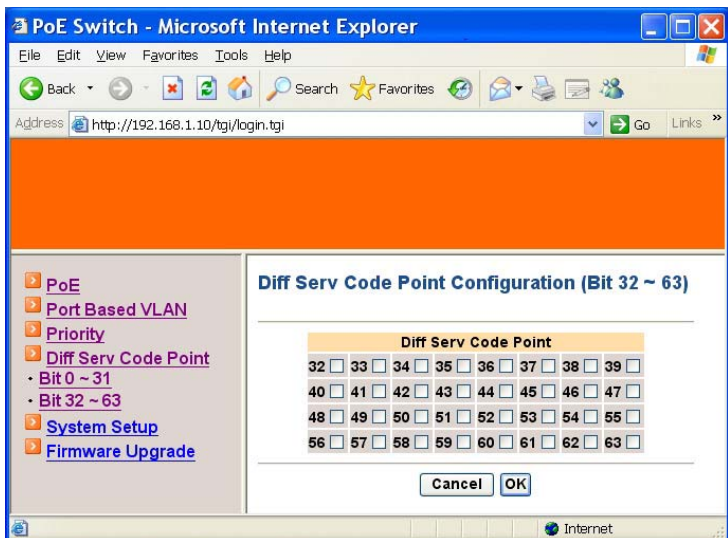 PoE Switch - Microsoft Internet Explorer
File Edit View Favorites Tools Help
Back Search Favorites
Address http://192.168.1.10/tgi/login.tgi Go Links »
PoE
Port Based VLAN
Priority
Diff Serv Code Point
· Bit 0 ~ 31
· Bit 32 ~ 63
System Setup
Firmware Upgrade
Diff Serv Code Point Configuration (Bit 32 ~ 63)
Diff Serv Code Point
32 33 34 35 36 37 38 39
40 41 42 43 44 45 46 47
48 49 50 51 52 53 54 55
56 57 58 59 60 61 62 63
Cancel OK
Internet